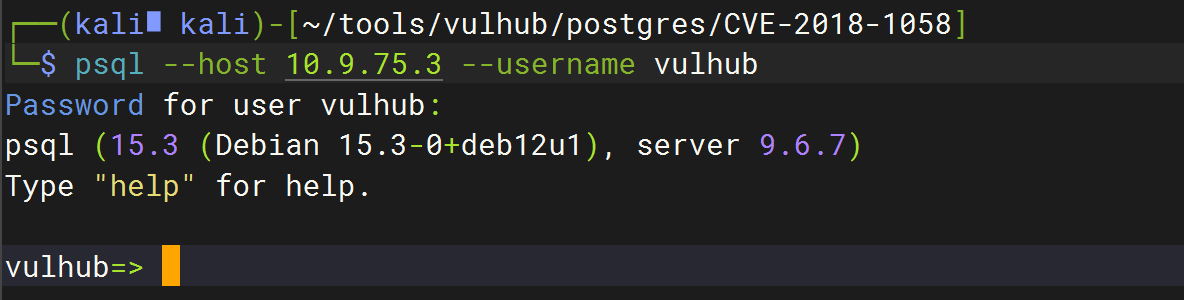 ┌──(kali■ kali)-[~/tools/vulhub/postgres/CVE-2018-1058]
└─$ psql --host 10.9.75.3 --username vulhub
Password for user vulhub:
psql (15.3 (Debian 15.3-0+deb12u1), server 9.6.7)
Type "help" for help.
vulhub=>